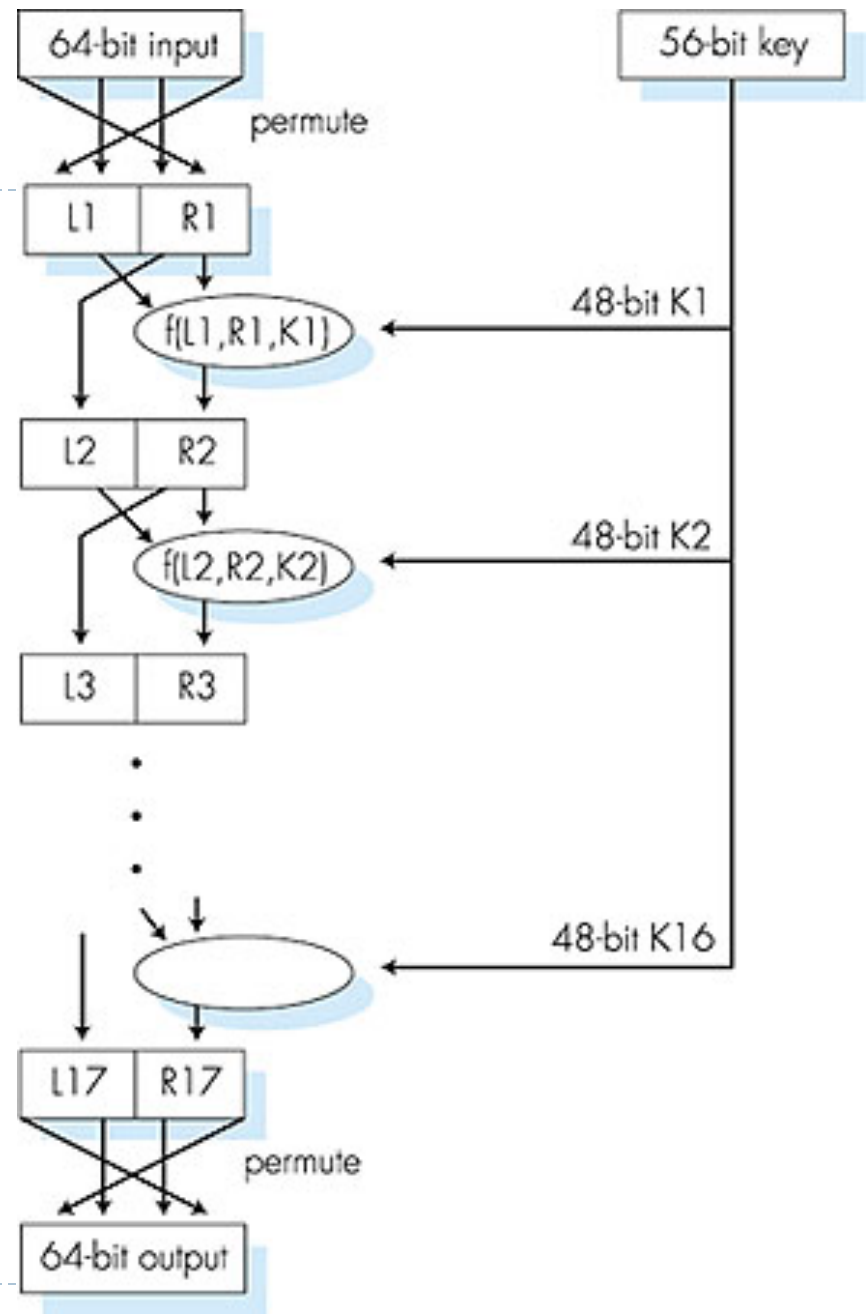 64-bit input
56-bit key
permute
L1 R1
48-bit K1
f(L1,R1,K1)
L2 R2
48-bit K2
f(L2,R2,K2)
L3 R3
48-bit K16
L17 R17
permute
64-bit output